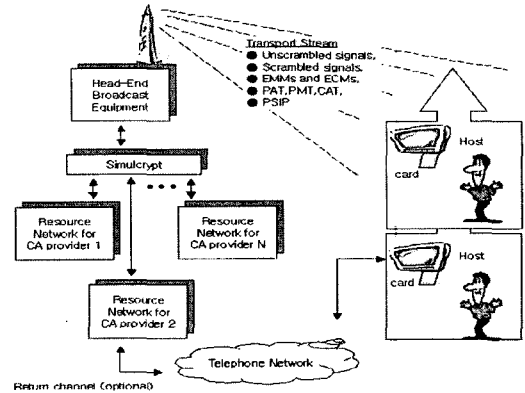 Transport Stream
● Unscrambled signals,
● Scrambled signals,
● EMMs and ECMs,
● PAT,PMT,CAT,
● PSIP
Head-End
Broadcast
Equipment
Simulcrypt
Resource
Network for
CA provider 1
Resource
Network for
CA provider N
Resource
Network for
CA provider 2
Telephone Network
Return channel (optional)
Host
card
Host
card